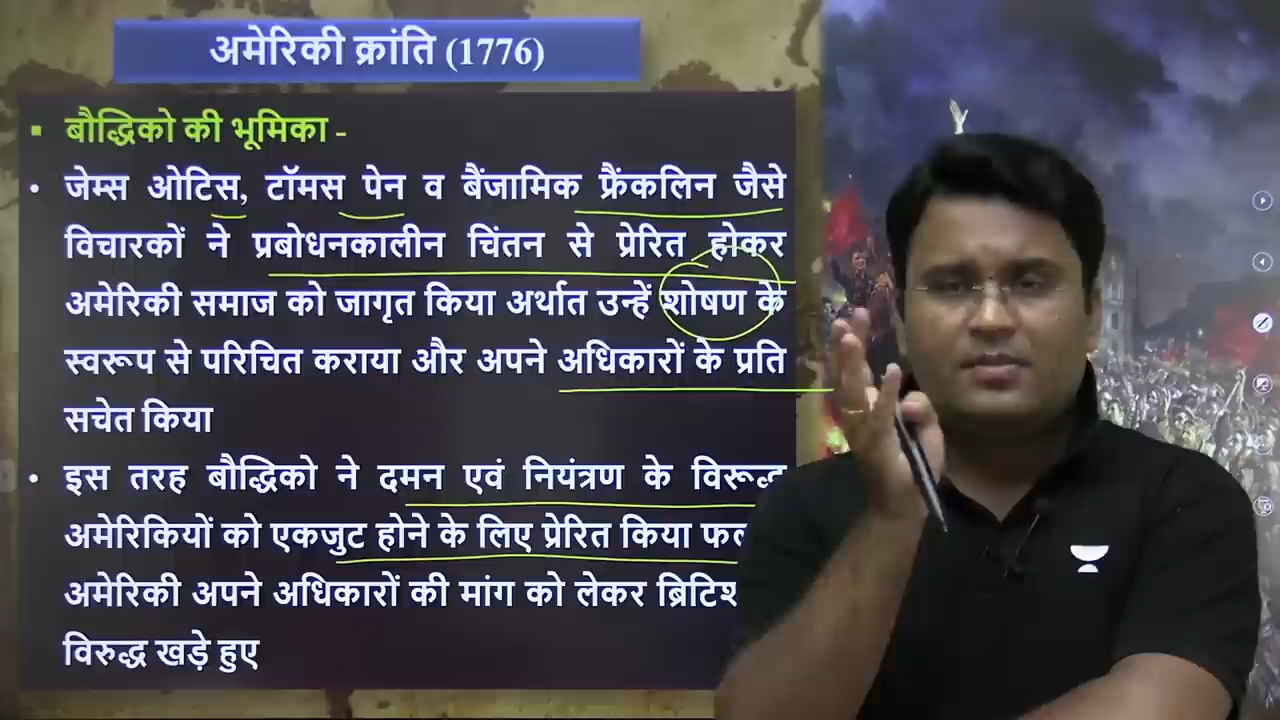 अमेरिकी क्रांति (1776)
▪ बौद्धिको की भूमिका -
• जेम्स ओटिस, टॉमस पेन व बैंजामिक फ्रैंकलिन जैसे
विचारकों ने प्रबोधनकालीन चिंतन से प्रेरित होकर
अमेरिकी समाज को जागृत किया अर्थात उन्हें शोषण के
स्वरूप से परिचित कराया और अपने अधिकारों के प्रति
सचेत किया
• इस तरह बौद्धिको ने दमन एवं नियंत्रण के विरूद्ध
अमेरिकियों को एकजुट होने के लिए प्रेरित किया
अमेरिकी अपने अधिकारों की मांग को लेकर ब्रिटिश
विरुद्ध खड़े हुए